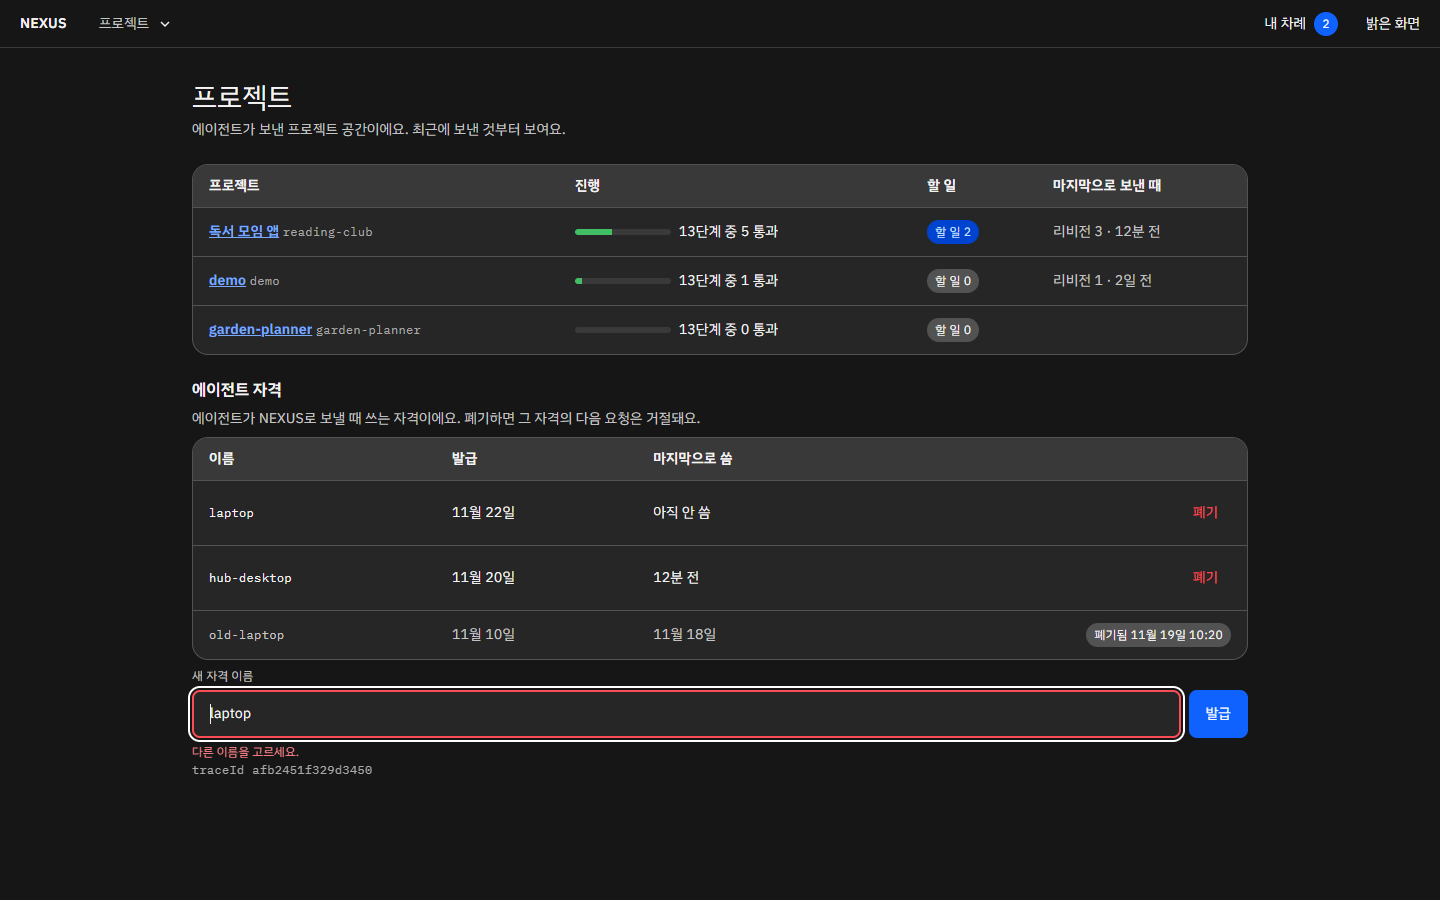 NEXUS 프로젝트 내 차례 2 밝은 화면
프로젝트
에이전트가 보낸 프로젝트 공간이에요. 최근에 보낸 것부터 보여요.
프로젝트 진행 할 일 마지막으로 보낸 때
독서 모임 앱 reading-club 13단계 중 5 통과 할 일 2 리비전 3 · 12분 전
demo demo 13단계 중 1 통과 할 일 0 리비전 1 · 2일 전
garden-planner garden-planner 13단계 중 0 통과 할 일 0
에이전트 자격
에이전트가 NEXUS로 보낼 때 쓰는 자격이에요. 폐기하면 그 자격의 다음 요청은 거절돼요.
이름 발급 마지막으로 씀
laptop 11월 22일 아직 안 씀 폐기
hub-desktop 11월 20일 12분 전 폐기
old-laptop 11월 10일 11월 18일 폐기됨 11월 19일 10:20
새 자격 이름
laptop 발급
다른 이름을 고르세요.
traceId afb2451f329d3450